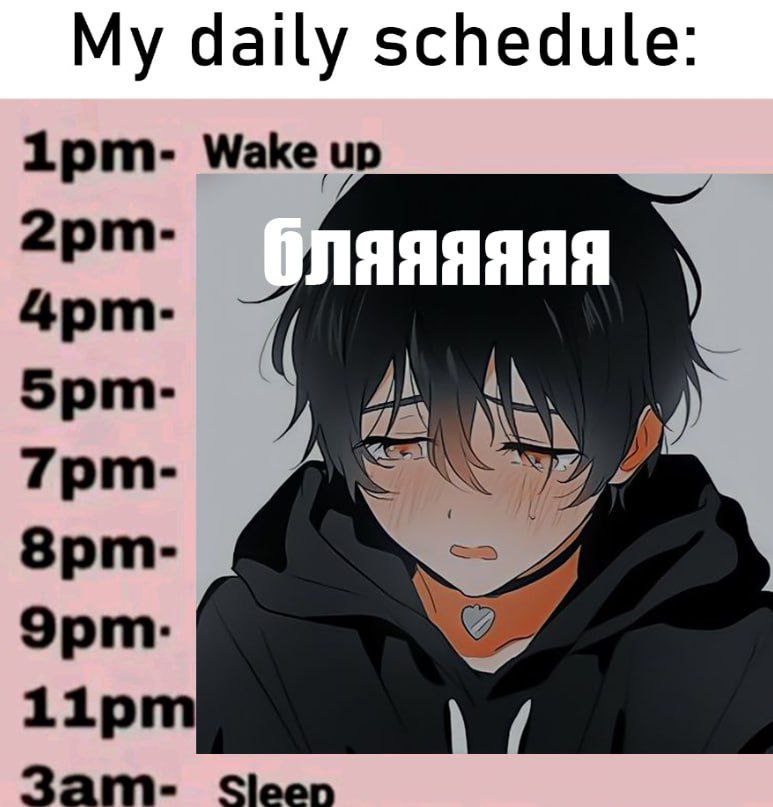 My daily schedule:
1pm- Wake up
бляяяяяя
2pm-
4pm-
5pm-
7pm-
8pm-
9pm-
11pm
3am- Sleep